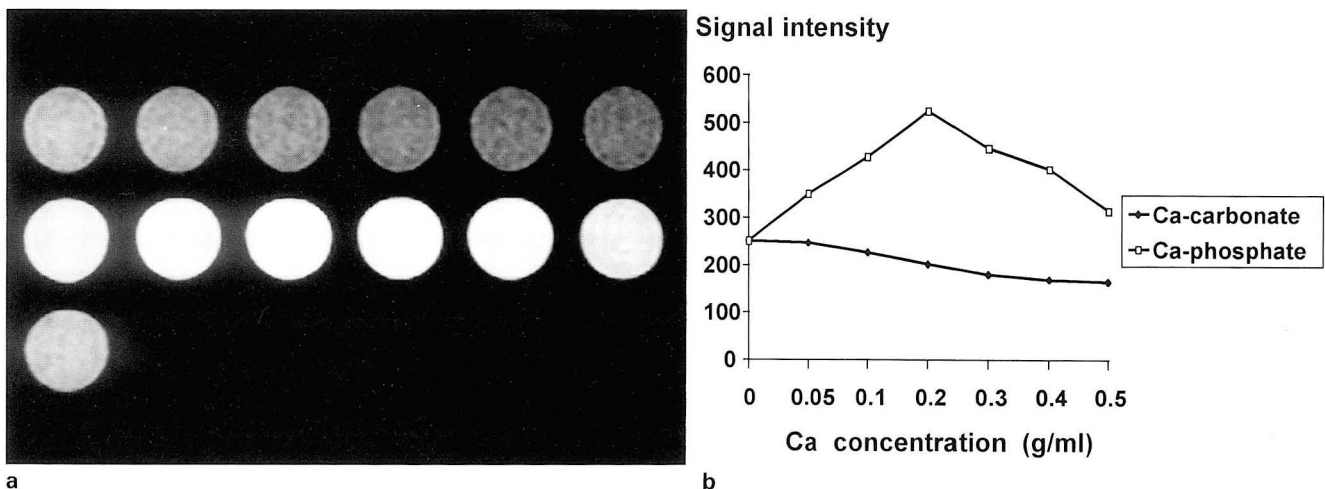 Signal intensity
600
500
400
300
200
100
0
0 0.05 0.1 0.2 0.3 0.4 0.5
Ca concentration (g/ml)
Ca-carbonate
Ca-phosphate
a
b